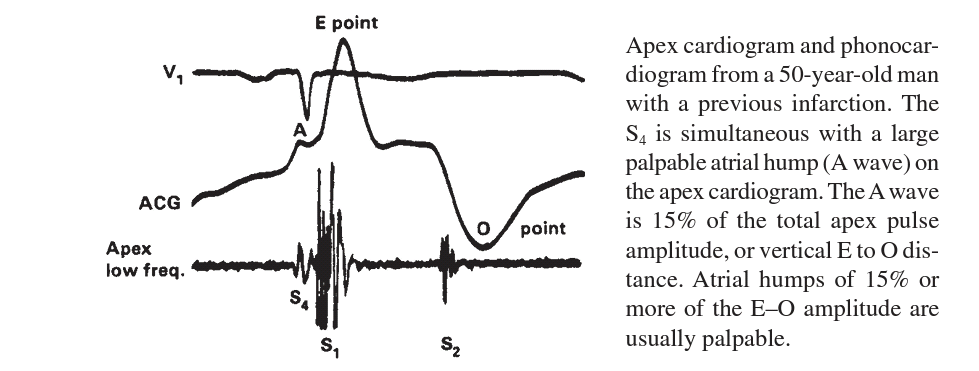 E point
V₁
A
ACG
O point
Apex
low freq.
S₄
S₁
S₂
Apex cardiogram and phonocar-
diogram from a 50-year-old man
with a previous infarction. The
S₄ is simultaneous with a large
palpable atrial hump (A wave) on
the apex cardiogram. The A wave
is 15% of the total apex pulse
amplitude, or vertical E to O dis-
tance. Atrial humps of 15% or
more of the E–O amplitude are
usually palpable.